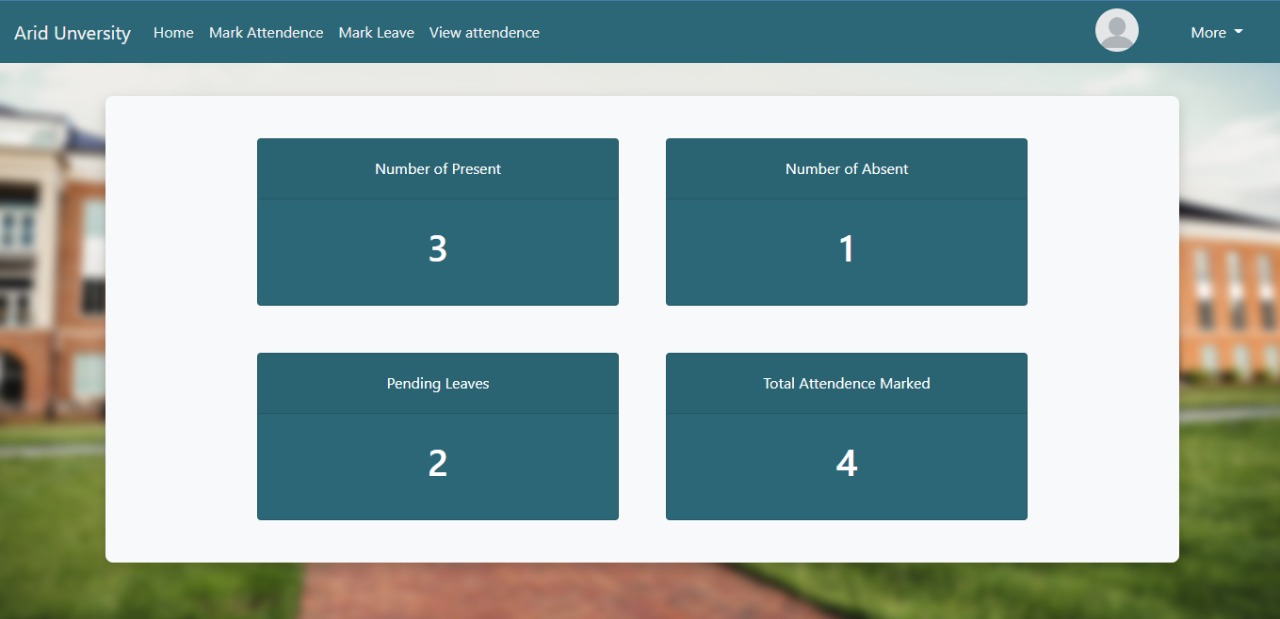 Arid Unversity Home Mark Attendence Mark Leave View attendence More
Number of Present
3
Number of Absent
1
Pending Leaves
2
Total Attendence Marked
4